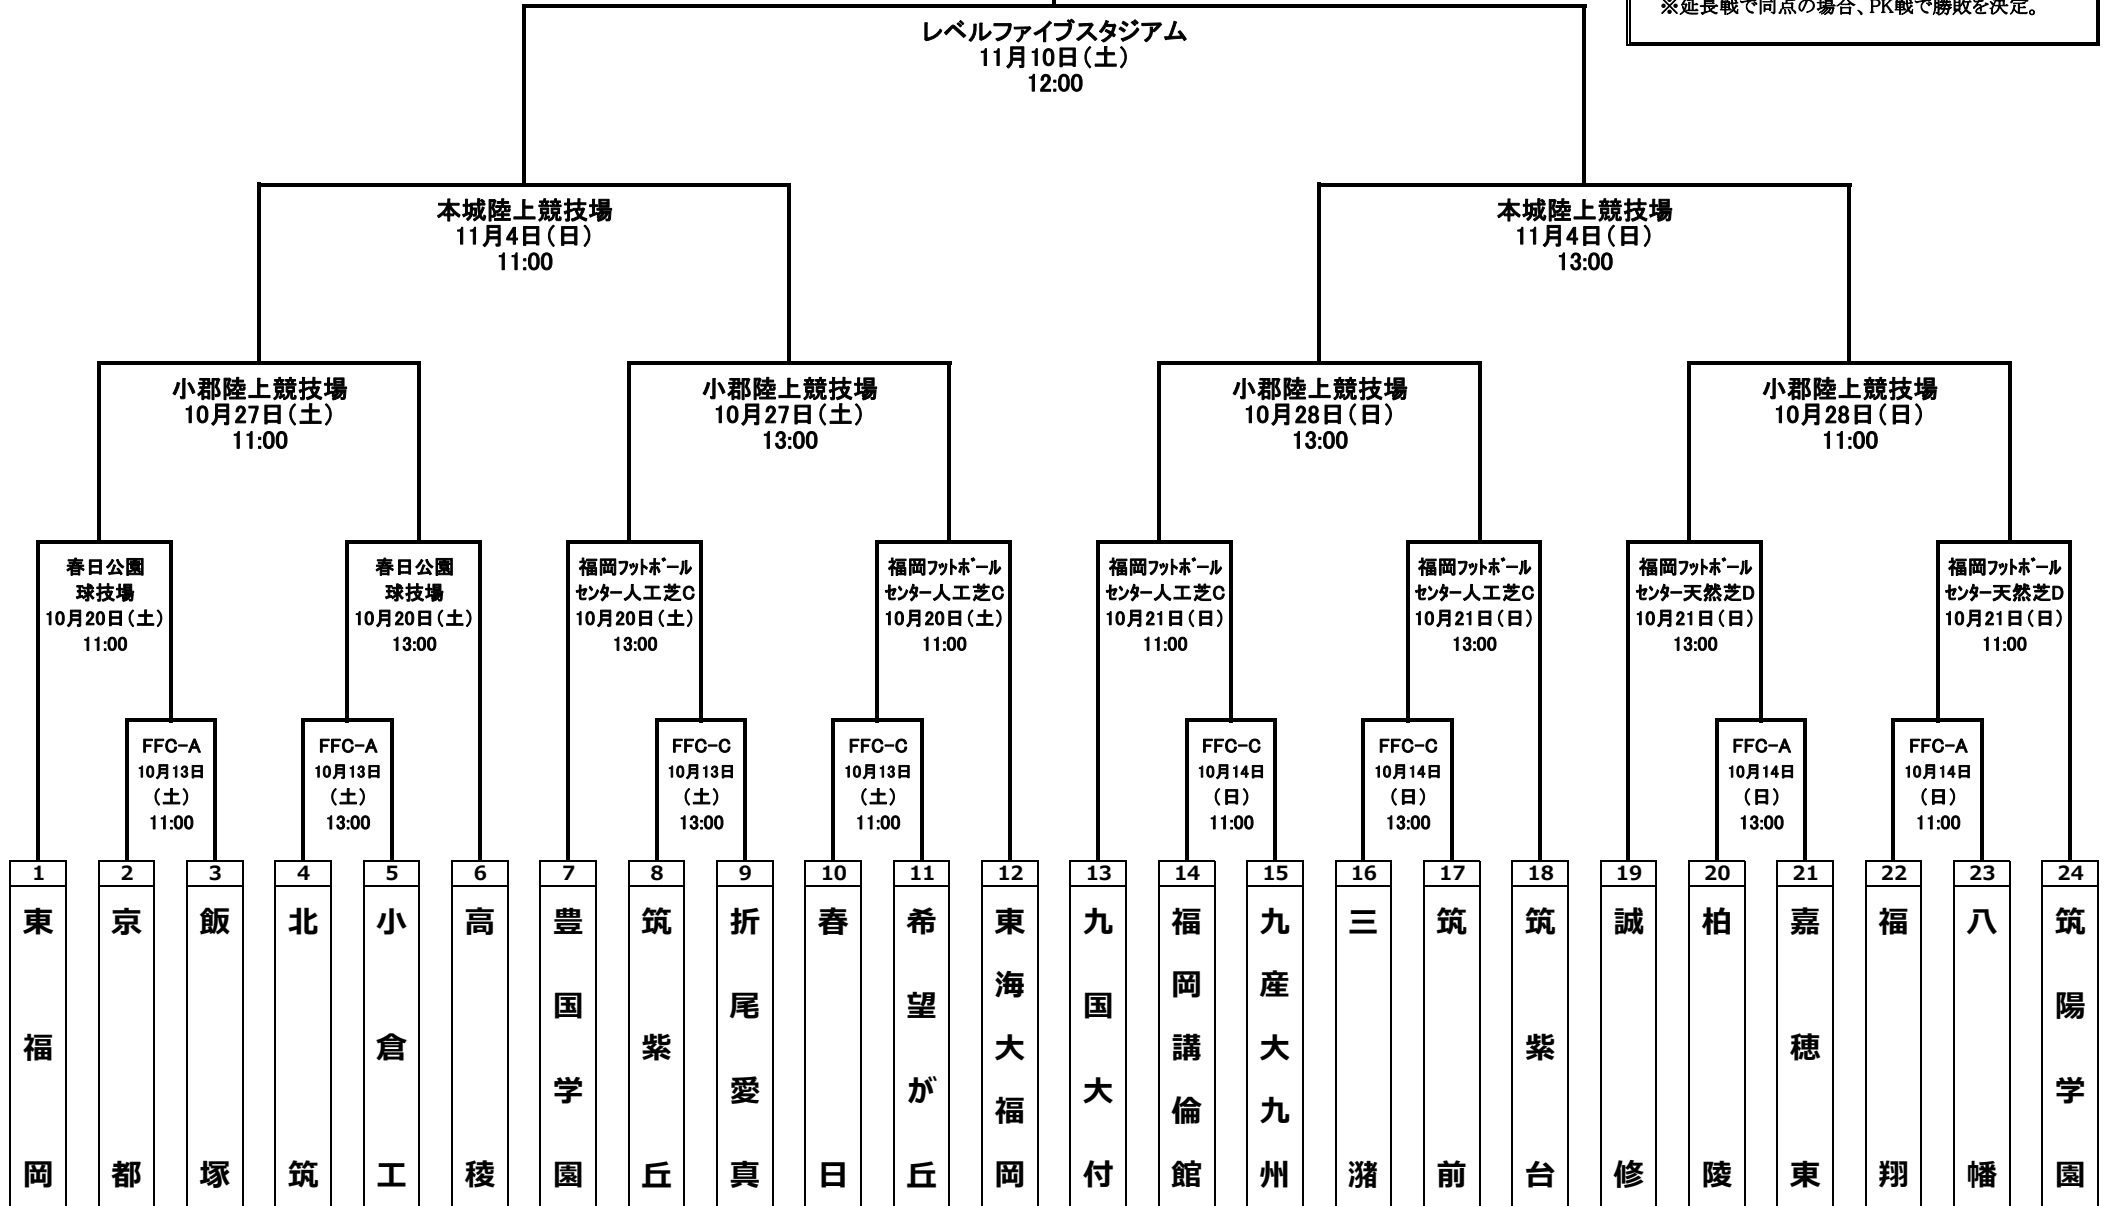 ※延長戦で同点の場合、PK戦で勝敗を決定。
レベルファイブスタジアム
11月10日（土）
12:00
本城陸上競技場
11月4日（日）
11:00
本城陸上競技場
11月4日（日）
13:00
小郡陸上競技場
10月27日（土）
11:00
小郡陸上競技場
10月27日（土）
13:00
小郡陸上競技場
10月28日（日）
13:00
小郡陸上競技場
10月28日（日）
11:00
春日公園
球技場
10月20日（土）
11:00
春日公園
球技場
10月20日（土）
13:00
福岡ﾌｯﾄﾎﾞｰﾙ
ｾﾝﾀｰ人工芝C
10月20日（土）
13:00
福岡ﾌｯﾄﾎﾞｰﾙ
ｾﾝﾀｰ人工芝C
10月20日（土）
11:00
福岡ﾌｯﾄﾎﾞｰﾙ
ｾﾝﾀｰ人工芝C
10月21日（日）
11:00
福岡ﾌｯﾄﾎﾞｰﾙ
ｾﾝﾀｰ人工芝C
10月21日（日）
13:00
福岡ﾌｯﾄﾎﾞｰﾙ
ｾﾝﾀｰ天然芝D
10月21日（日）
13:00
福岡ﾌｯﾄﾎﾞｰﾙ
ｾﾝﾀｰ天然芝D
10月21日（日）
11:00
FFC-A
10月13日
（土）
11:00
FFC-A
10月13日
（土）
13:00
FFC-C
10月13日
（土）
13:00
FFC-C
10月13日
（土）
11:00
FFC-C
10月14日
（日）
11:00
FFC-C
10月14日
（日）
13:00
FFC-A
10月14日
（日）
13:00
FFC-A
10月14日
（日）
11:00
1
東福岡
2
京都
3
飯塚
4
北筑
5
小倉工
6
高稜
7
豊国学園
8
筑紫丘
9
折尾愛真
10
春日
11
希望が丘
12
東海大福岡
13
九国大付
14
福岡講倫館
15
九産大九州
16
三潴
17
筑前
18
筑紫台
19
誠修
20
柏陵
21
嘉穂東
22
福翔
23
八幡
24
筑陽学園